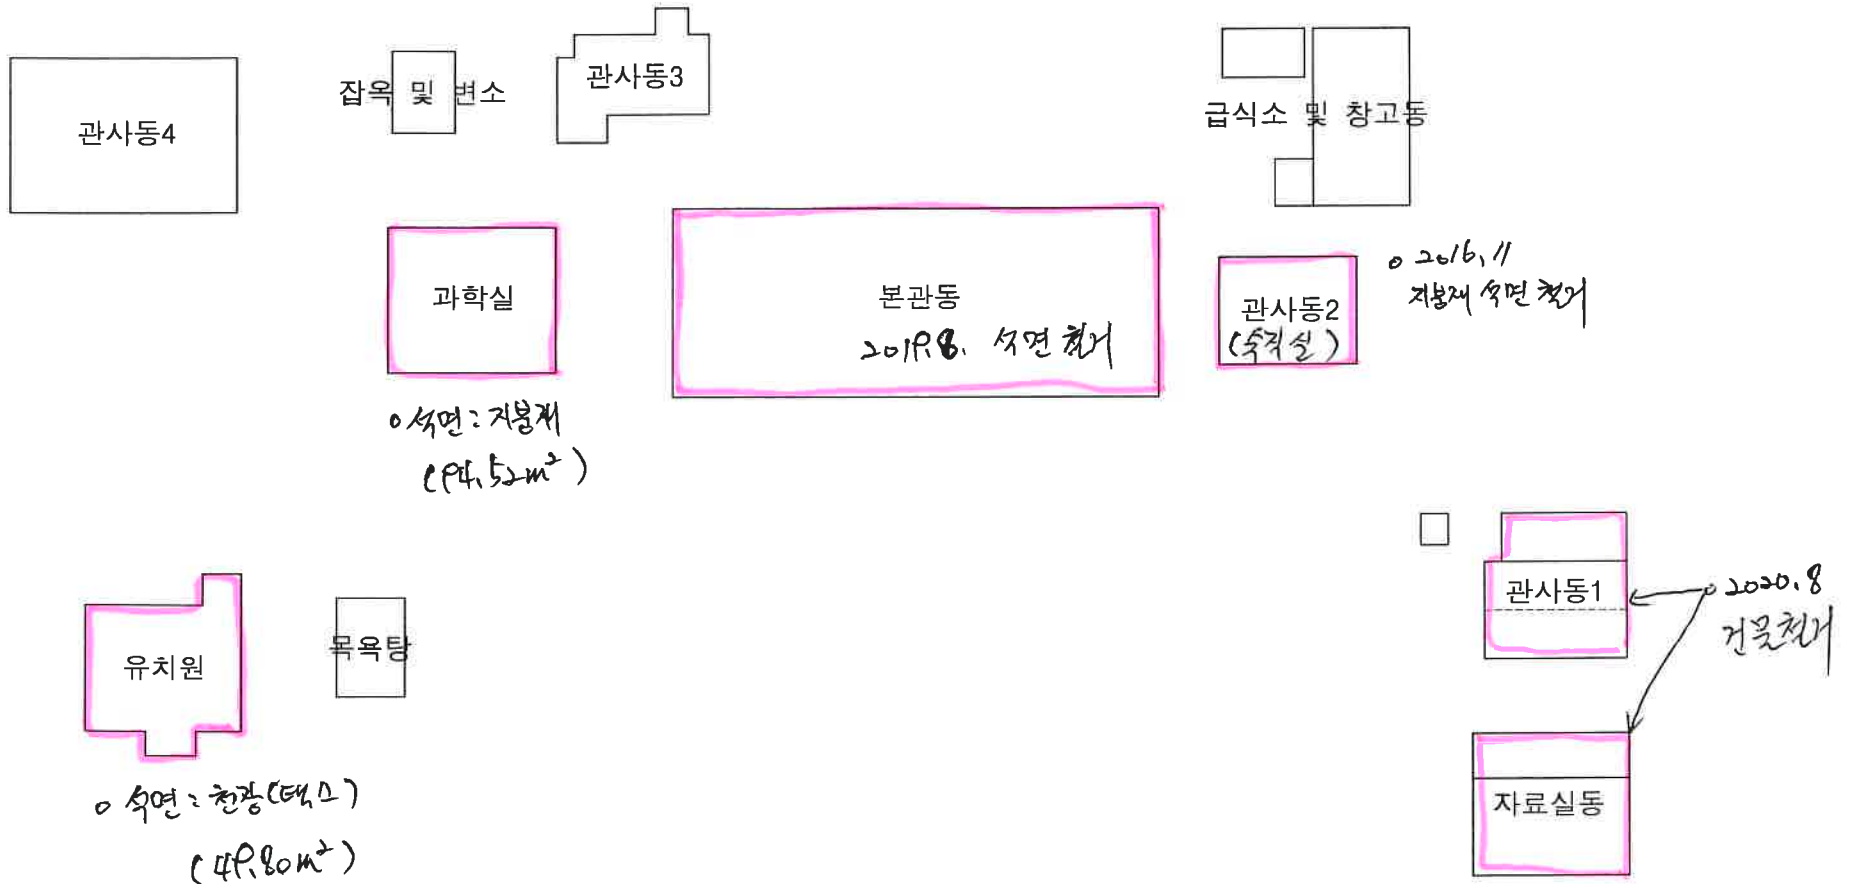 관사동4
잡옥 및 변소
관사동3
급식소 및 창고동
과학실
본관동
2019.8. 석면 철거
관사동2
(숙직실)
o 2016.11
지붕재 석면 철거
o 석면 : 지붕재
(94.52m²)
관사동1
o 2020.8
건물철거
유치원
목욕탕
자료실동
o 석면 : 천장(텍스)
(49.80m²)